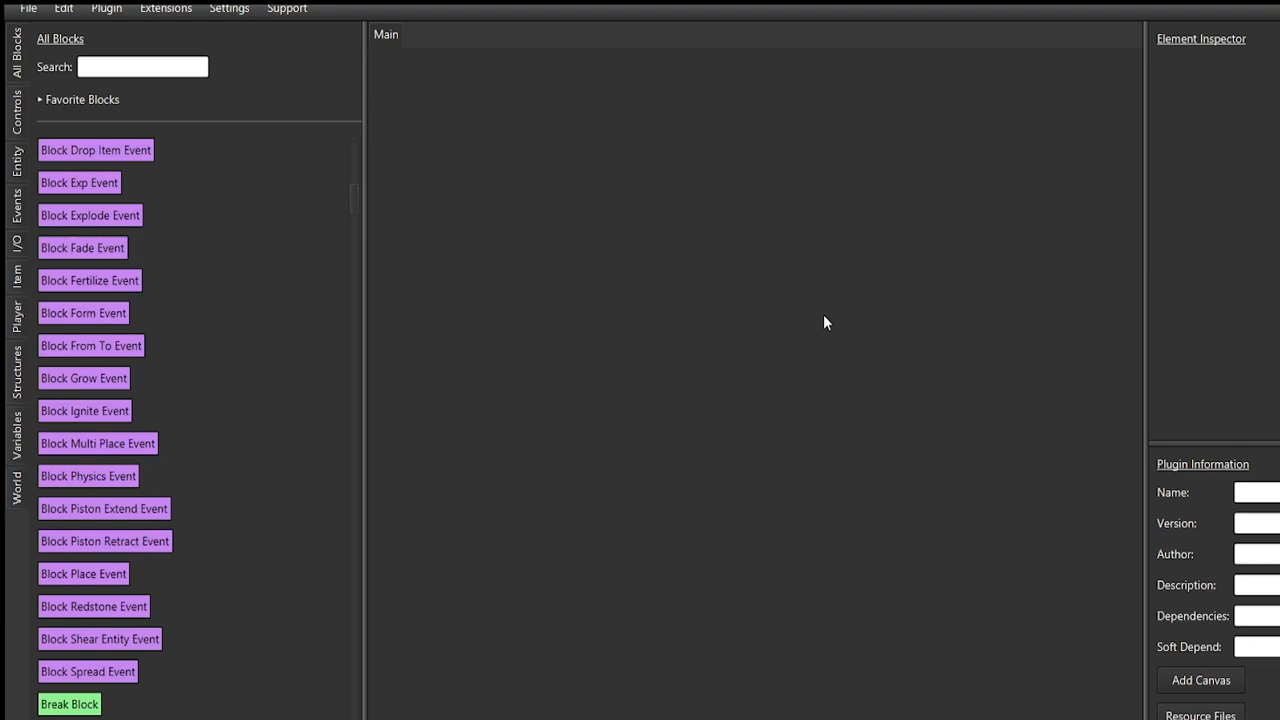 File Edit Plugin Extensions Settings Support
All Blocks
Controls
Entity
Events
I/O
Item
Player
Structures
Variables
World
All Blocks
Search:
Favorite Blocks
Block Drop Item Event
Block Exp Event
Block Explode Event
Block Fade Event
Block Fertilize Event
Block Form Event
Block From To Event
Block Grow Event
Block Ignite Event
Block Multi Place Event
Block Physics Event
Block Piston Extend Event
Block Piston Retract Event
Block Place Event
Block Redstone Event
Block Shear Entity Event
Block Spread Event
Break Block
Main
Element Inspector
Plugin Information
Name:
Version:
Author:
Description:
Dependencies:
Soft Depend:
Add Canvas
Resource Files